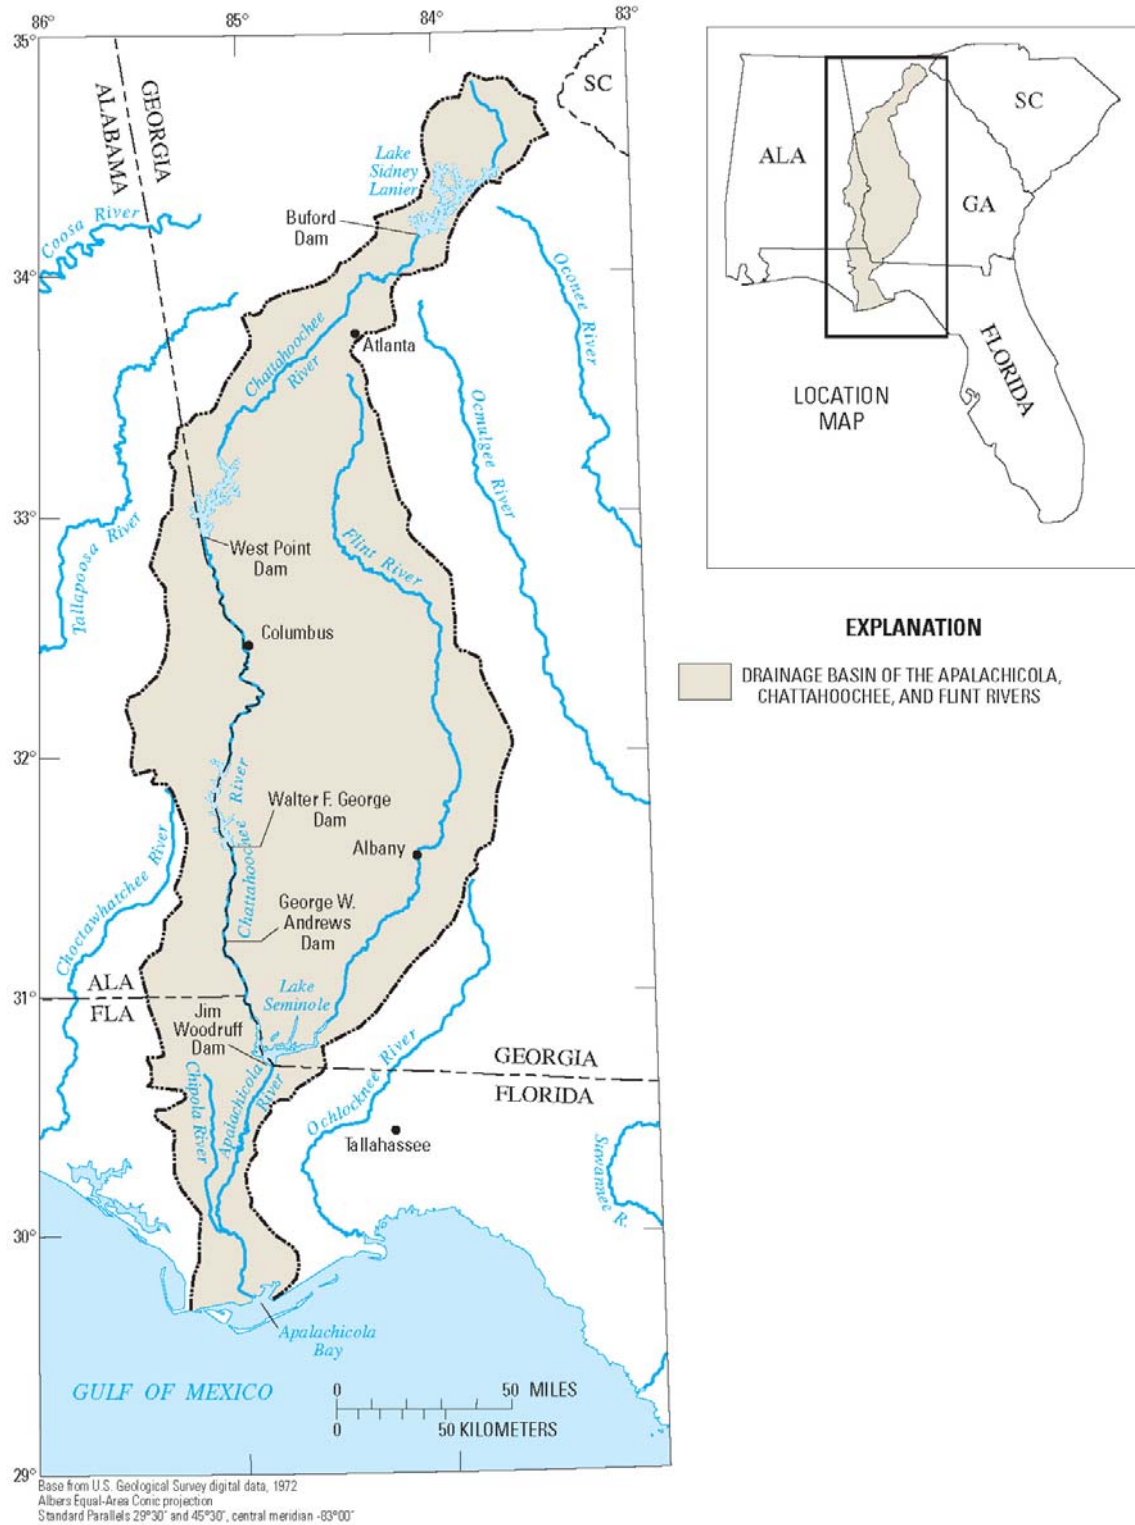 86°
85°
84°
83°
35°
GEORGIA
ALABAMA
SC
Lake
Sidney
Lanier
Buford
Dam
Coosa River
34°
Oconee River
Chattahoochee
River
Atlanta
Ocmulgee River
33°
Tallapoosa River
West Point
Dam
Flint River
Columbus
32°
Walter F. George
Dam
Chattahoochee River
Albany
Choctawhatchee River
George W.
Andrews
Dam
ALA
31°
FLA
Lake
Seminole
Jim
Woodruff
Dam
GEORGIA
FLORIDA
Chipola River
Apalachicola
River
Ochlocknee River
Tallahassee
Suwannee R.
30°
Apalachicola
Bay
GULF OF MEXICO
0 50 MILES
0 50 KILOMETERS
29°
Base from U.S. Geological Survey digital data, 1972
Albers Equal-Area Conic projection
Standard Parallels 29°30" and 45°30", central meridian -83°00"
ALA
SC
GA
FLORIDA
LOCATION
MAP
EXPLANATION
DRAINAGE BASIN OF THE APALACHICOLA,
CHATTAHOOCHEE, AND FLINT RIVERS